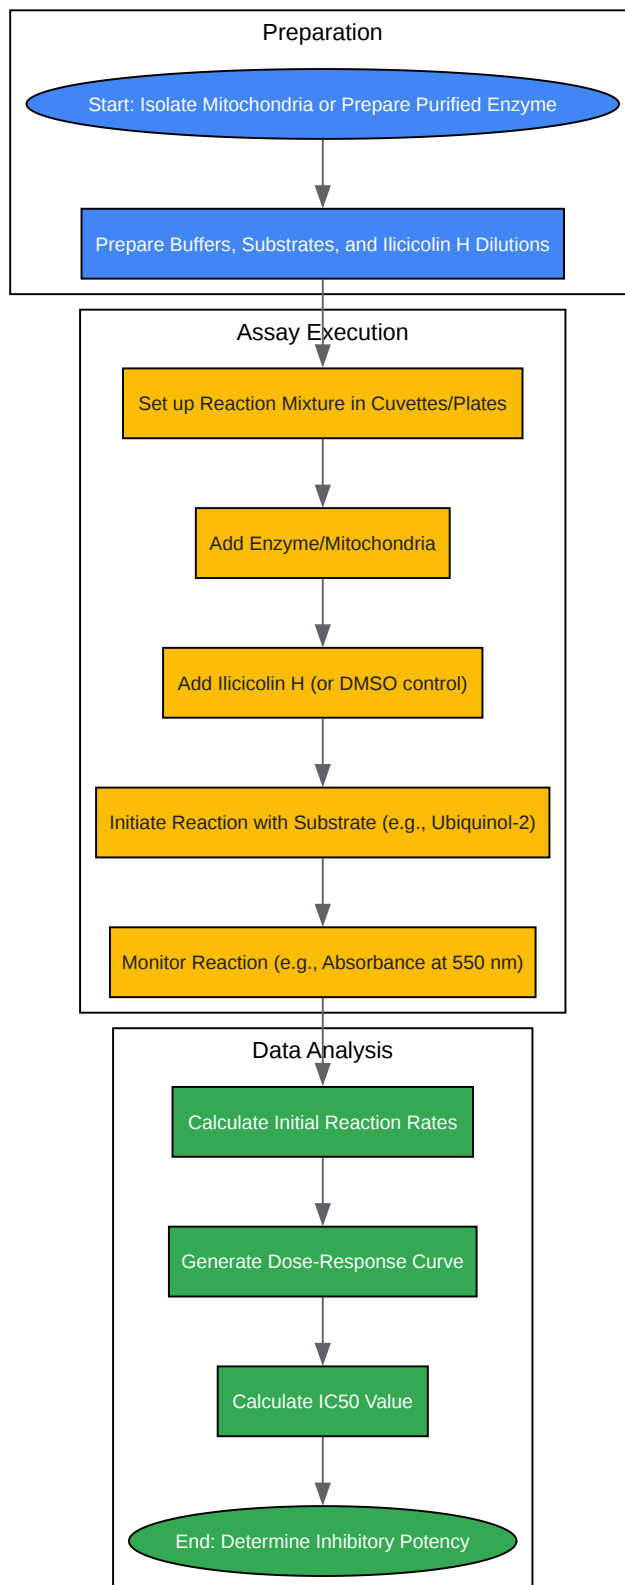 Preparation
Start: Isolate Mitochondria or Prepare Purified Enzyme
Prepare Buffers, Substrates, and Ilicicolin H Dilutions
Assay Execution
Set up Reaction Mixture in Cuvettes/Plates
Add Enzyme/Mitochondria
Add Ilicicolin H (or DMSO control)
Initiate Reaction with Substrate (e.g., Ubiquinol-2)
Monitor Reaction (e.g., Absorbance at 550 nm)
Data Analysis
Calculate Initial Reaction Rates
Generate Dose-Response Curve
Calculate IC50 Value
End: Determine Inhibitory Potency